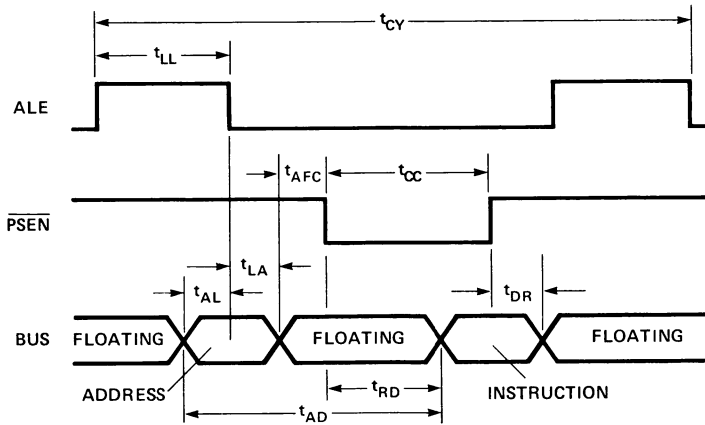 tCY
tLL
ALE
tAFC
tCC
PSEN
tLA
tAL
tDR
BUS
FLOATING
FLOATING
FLOATING
ADDRESS
tRD
INSTRUCTION
tAD